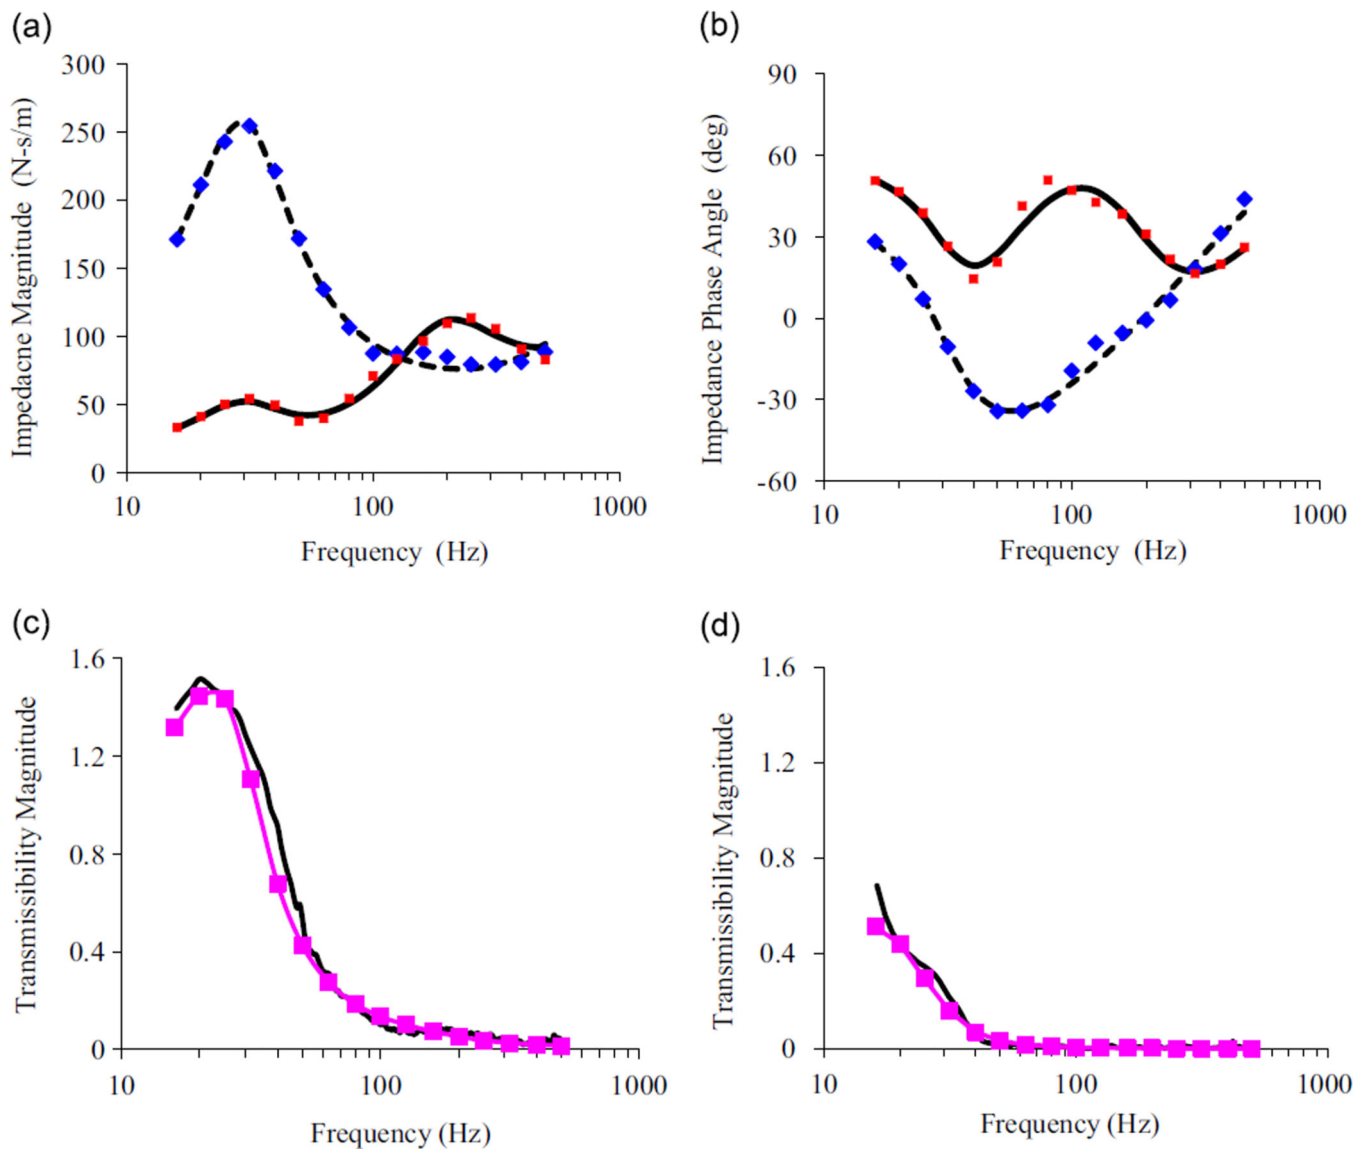 (a)
300
250
200
150
100
50
0
10 100 1000
Impedacne Magnitude (N-s/m)
Frequency (Hz)
(b)
90
60
30
0
-30
-60
10 100 1000
Impedance Phase Angle (deg)
Frequency (Hz)
(c)
1.6
1.2
0.8
0.4
0
10 100 1000
Transmissibility Magnitude
Frequency (Hz)
(d)
1.6
1.2
0.8
0.4
0
10 100 1000
Transmissibility Magnitude
Frequency (Hz)